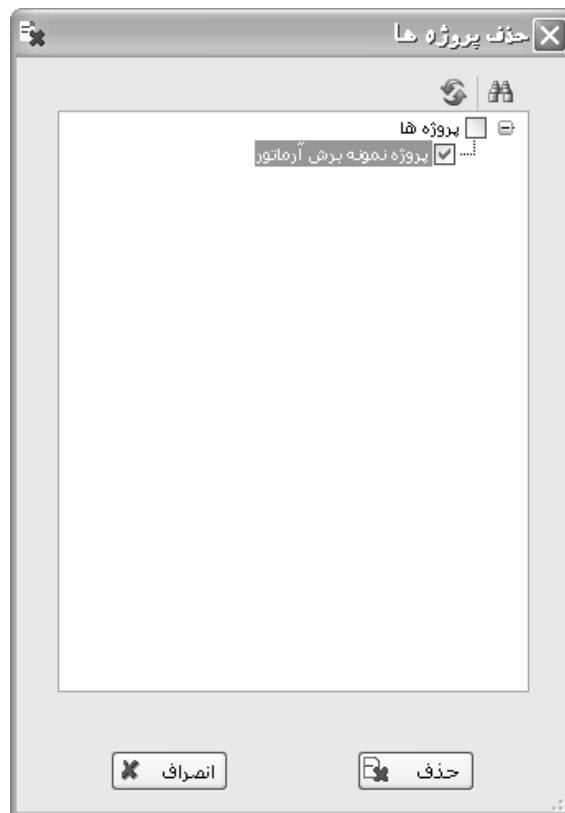 حذف پروژه ها
پروژه ها
پروژه نمونه برش آرماتور
حذف
انصراف